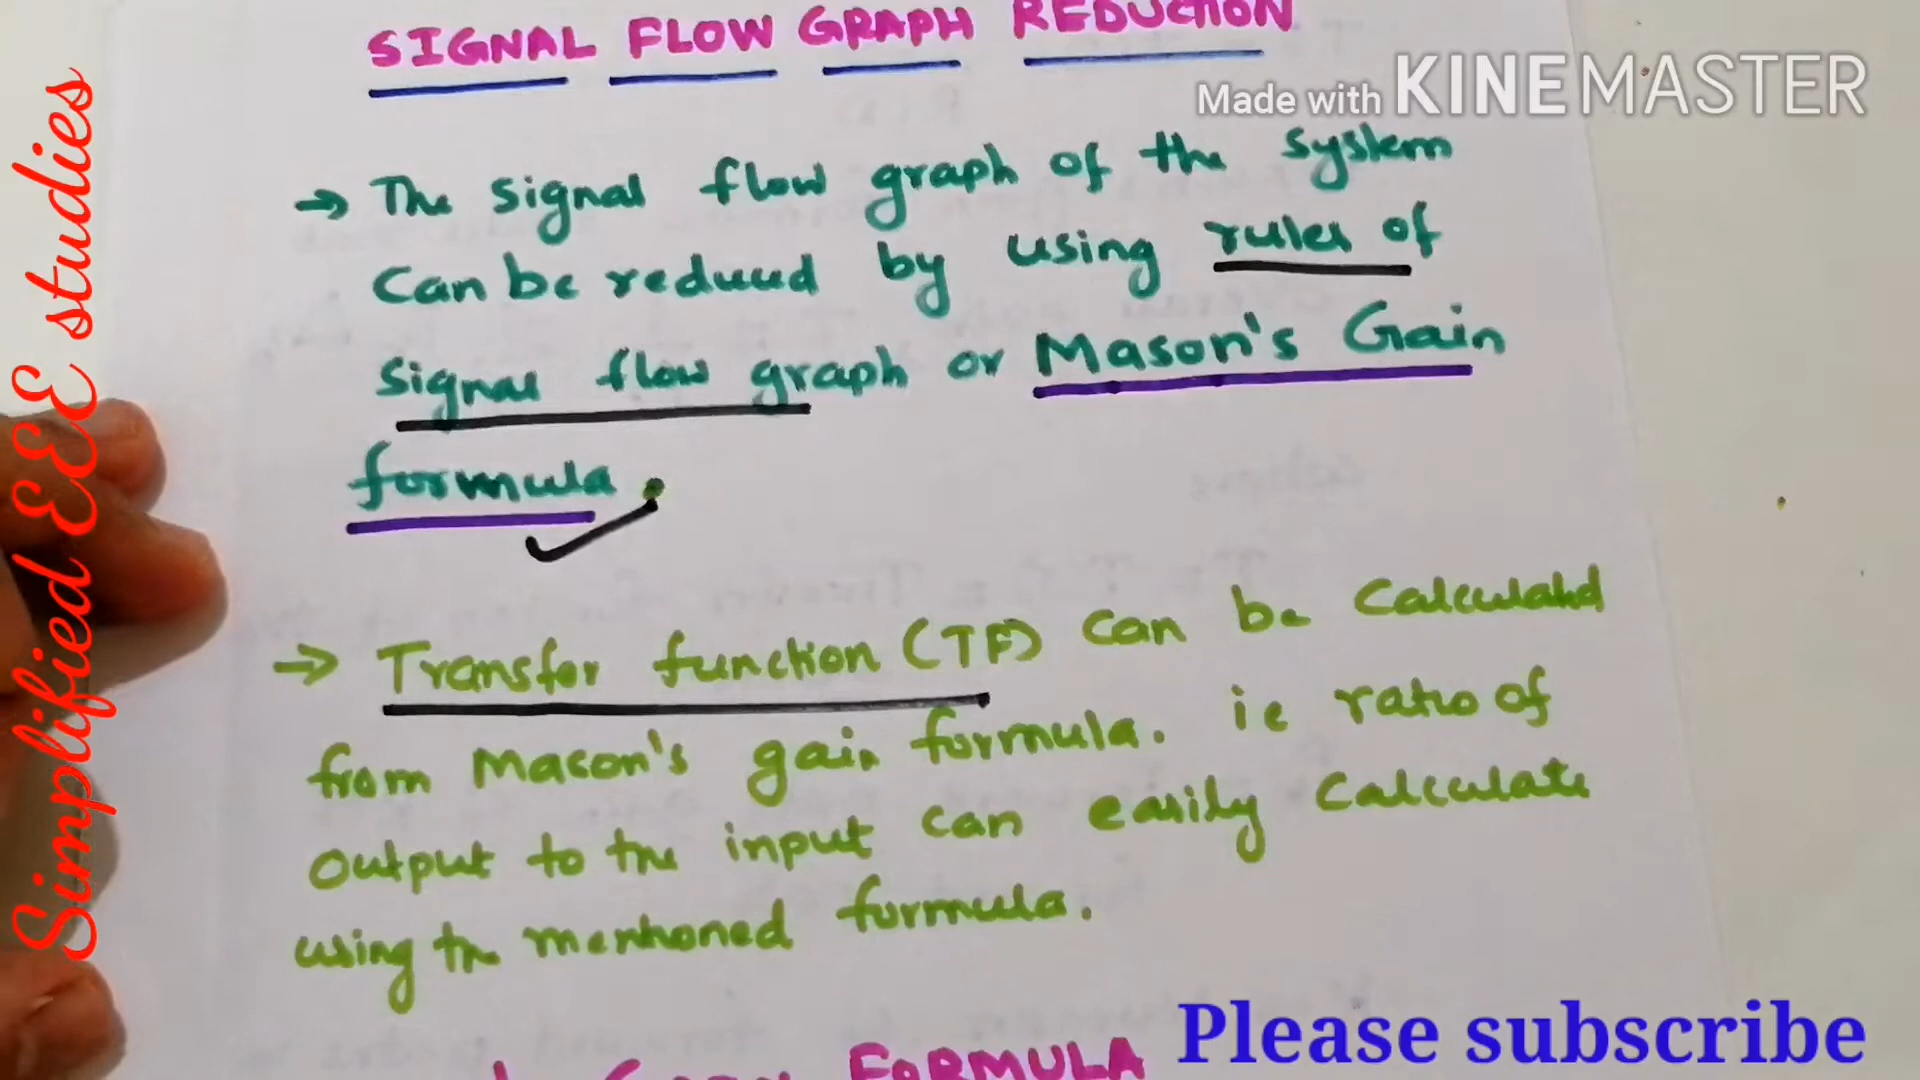 SIGNAL FLOW GRAPH REDUCTION
Made with KINEMASTER
→ The signal flow graph of the system
Can be reduced by using rules of
signal flow graph or Mason's Gain
formula.
→ Transfer function (TF) can be Calculated
from Mason's gain formula. ie ratio of
Output to the input can easily Calculate
using the mentioned formula.
FORMULA
Simplified EEE studies
Please subscribe